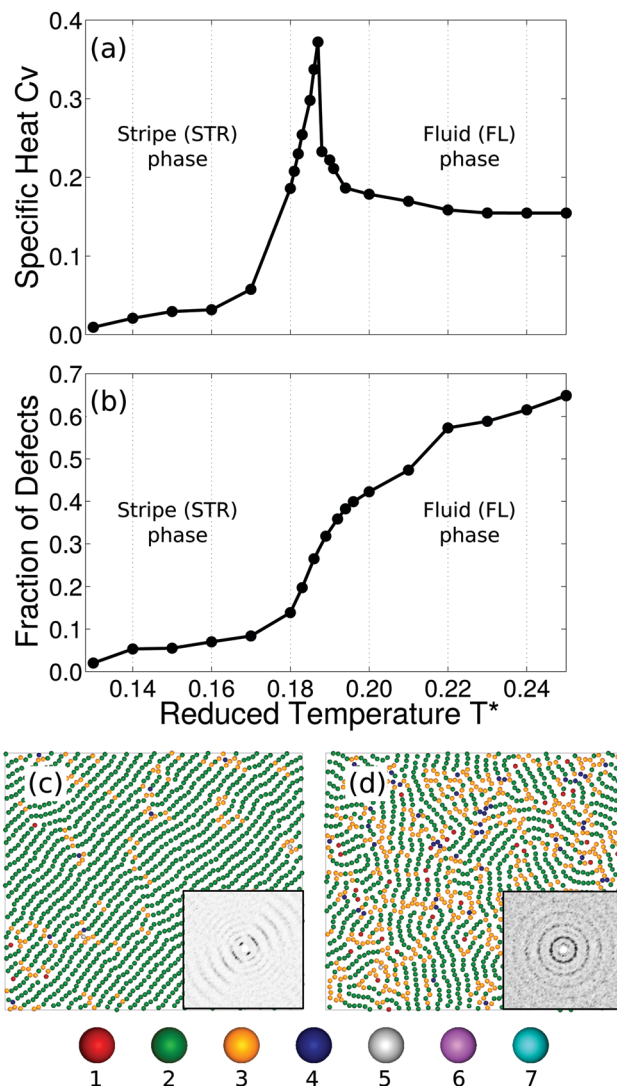 (a)
Specific Heat Cv
0.4
0.3
0.2
0.1
0.0
Stripe (STR)
phase
Fluid (FL)
phase
(b)
Fraction of Defects
0.7
0.6
0.5
0.4
0.3
0.2
0.1
0.0
Stripe (STR)
phase
Fluid (FL)
phase
0.14 0.16 0.18 0.20 0.22 0.24
Reduced Temperature T*
(c)
(d)
1 2 3 4 5 6 7